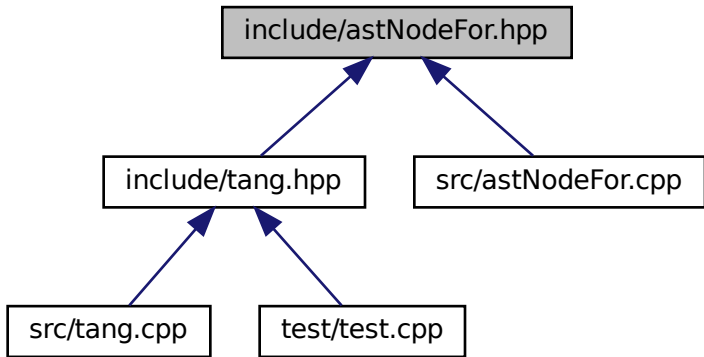 include/astNodeFor.hpp
include/tang.hpp
src/astNodeFor.cpp
src/tang.cpp
test/test.cpp